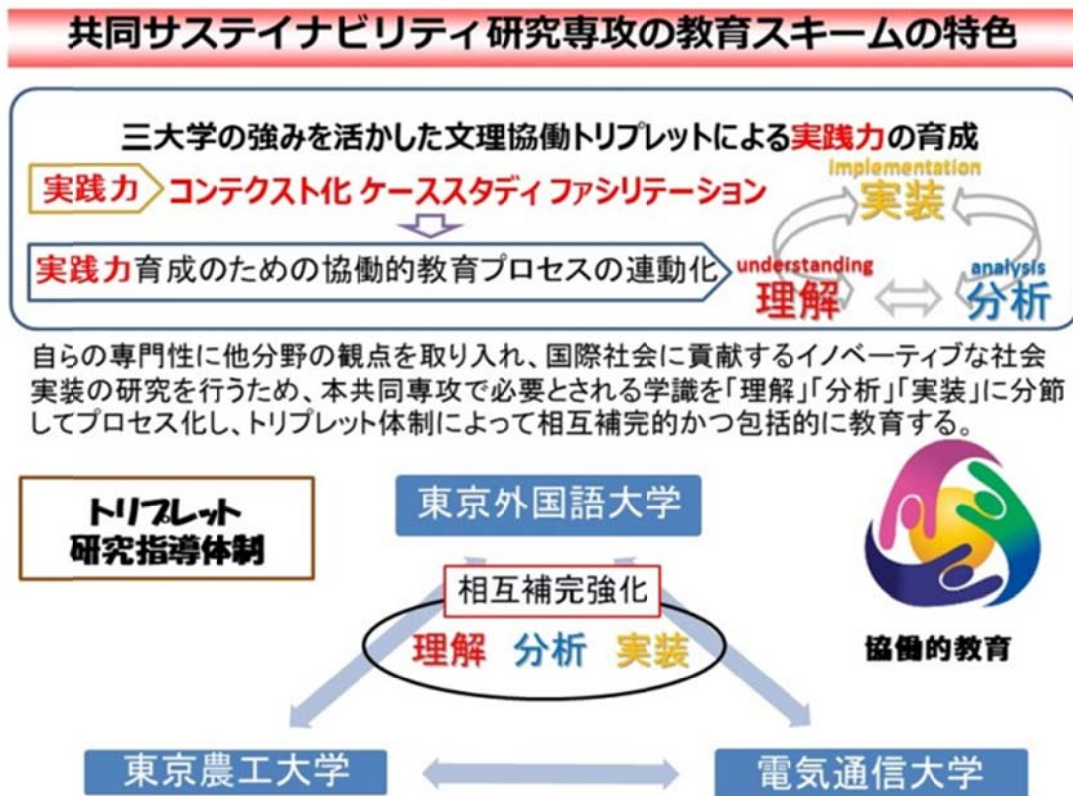 共同サステイナビリティ研究専攻の教育スキームの特色
三大学の強みを活かした文理協働トリプレットによる実践力の育成
実践力 コンテクスト化 ケーススタディ ファシリテーション
implementation
実装
実践力育成のための協働的教育プロセスの連動化
understanding
理解
analysis
分析
自らの専門性に他分野の観点を取り入れ、国際社会に貢献するイノベーティブな社会
実装の研究を行うため、本共同専攻で必要とされる学識を「理解」「分析」「実装」に分節
してプロセス化し、トリプレット体制によって相互補完的かつ包括的に教育する。
トリプレット
研究指導体制
東京外国語大学
相互補完強化
理解 分析 実装
協働的教育
東京農工大学
電気通信大学